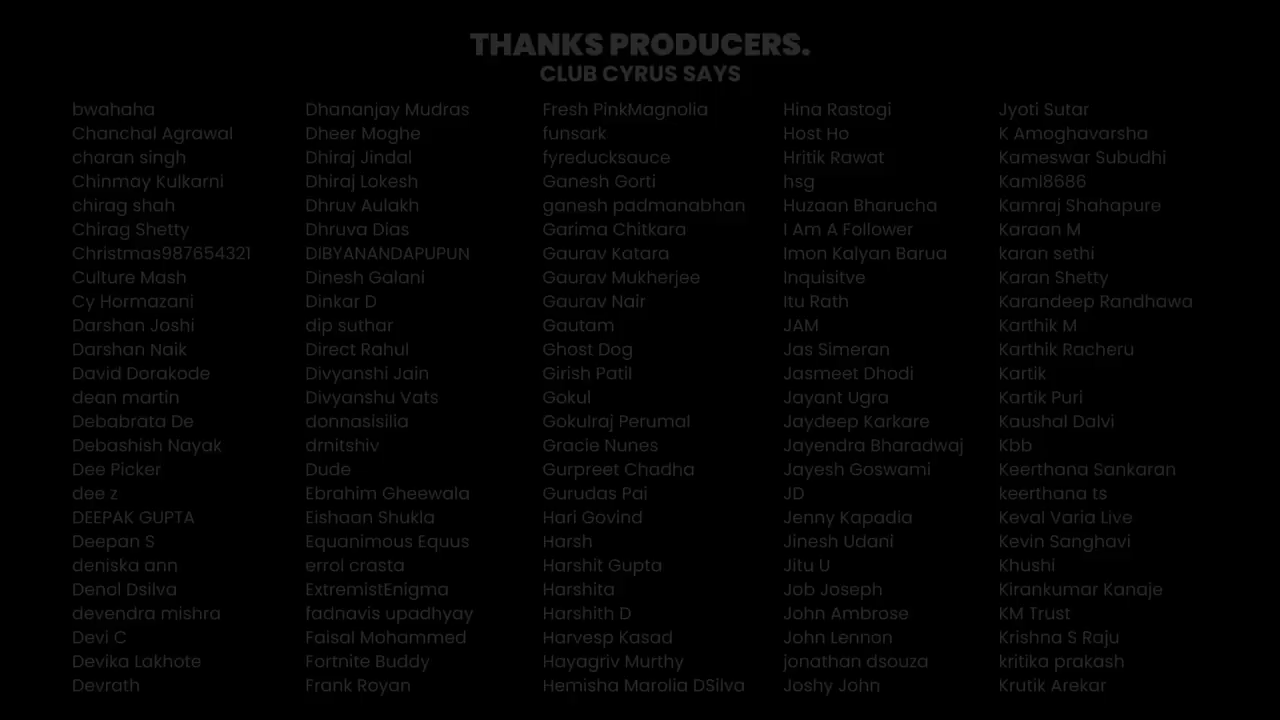 THANKS PRODUCERS.
CLUB CYRUS SAYS
bwahaha
Chanchal Agrawal
charan singh
Chinmay Kulkarni
chirag shah
Chirag Shetty
Christmas987654321
Culture Mash
Cy Hormazani
Darshan Joshi
Darshan Naik
David Dorakode
dean martin
Debabrata De
Debashish Nayak
Dee Picker
dee z
DEEPAK GUPTA
Deepan S
deniska ann
Denol Dsilva
devendra mishra
Devi C
Devika Lakhote
Devrath
Dhananjay Mudras
Dheer Moghe
Dhiraj Jindal
Dhiraj Lokesh
Dhruv Aulakh
Dhruva Dias
DIBYANANDAPUPUN
Dinesh Galani
Dinkar D
dip suthar
Direct Rahul
Divyanshi Jain
Divyanshu Vats
donnasisilia
drnitshiv
Dude
Ebrahim Gheewala
Eishaan Shukla
Equanimous Equus
errol crasta
ExtremistEnigma
fadnavis upadhyay
Faisal Mohammed
Fortnite Buddy
Frank Royan
Fresh PinkMagnolia
funsark
fyreducksauce
Ganesh Gorti
ganesh padmanabhan
Garima Chitkara
Gaurav Katara
Gaurav Mukherjee
Gaurav Nair
Gautam
Ghost Dog
Girish Patil
Gokul
Gokulraj Perumal
Gracie Nunes
Gurpreet Chadha
Gurudas Pai
Hari Govind
Harsh
Harshit Gupta
Harshita
Harshith D
Harvesp Kasad
Hayagriv Murthy
Hemisha Marolia DSilva
Hina Rastogi
Host Ho
Hritik Rawat
hsg
Huzaan Bharucha
I Am A Follower
Imon Kalyan Barua
Inquisitve
Itu Rath
JAM
Jas Simeran
Jasmeet Dhodi
Jayant Ugra
Jaydeep Karkare
Jayendra Bharadwaj
Jayesh Goswami
JD
Jenny Kapadia
Jinesh Udani
Jitu U
Job Joseph
John Ambrose
John Lennon
jonathan dsouza
Joshy John
Jyoti Sutar
K Amoghavarsha
Kameswar Subudhi
Kaml8686
Kamraj Shahapure
Karaan M
karan sethi
Karan Shetty
Karandeep Randhawa
Karthik M
Karthik Racheru
Kartik
Kartik Puri
Kaushal Dalvi
Kbb
Keerthana Sankaran
keerthana ts
Keval Varia Live
Kevin Sanghavi
Khushi
Kirankumar Kanaje
KM Trust
Krishna S Raju
kritika prakash
Krutik Arekar